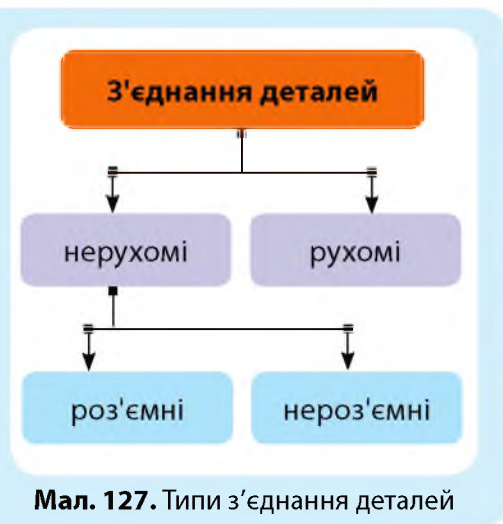 З'єднання деталей
нерухомі
рухомі
роз'ємні
нероз'ємні
Мал. 127. Типи з’єднання деталей